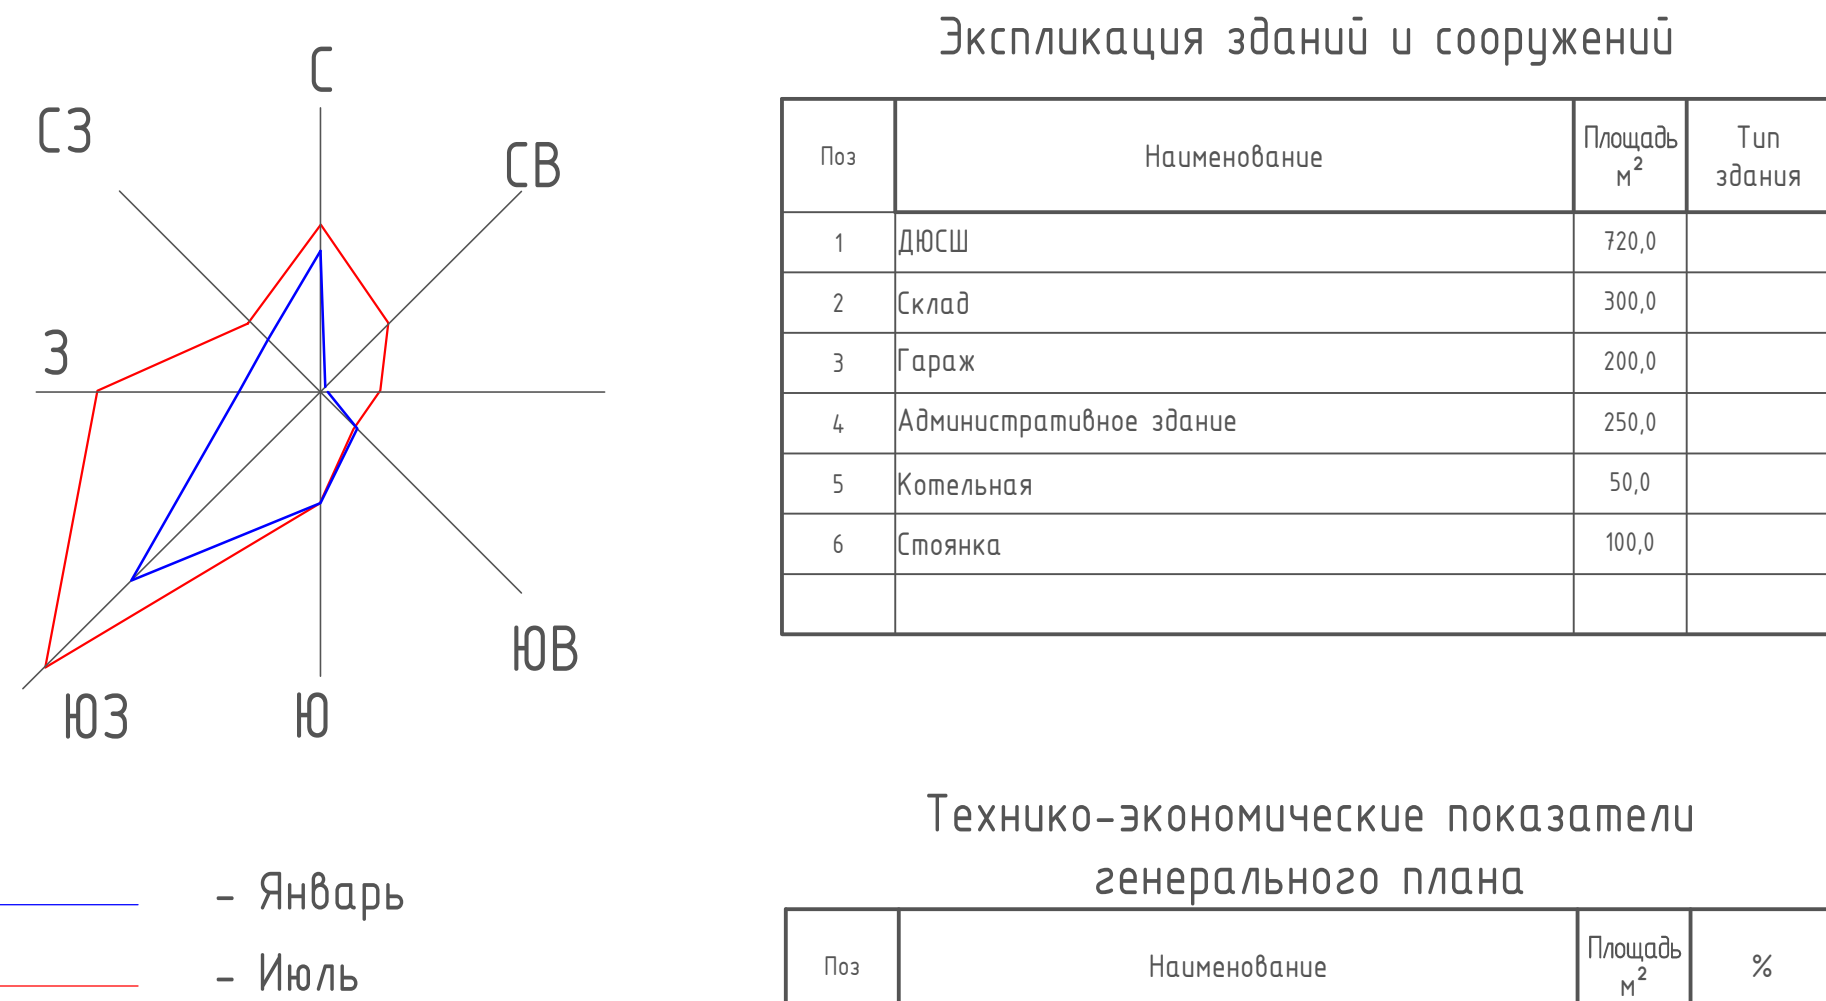 С
СЗ
СВ
З
ЮВ
ЮЗ
Ю
- Январь
- Июль
Экспликация зданий и сооружений
Поз Наименование Площадь м² Тип здания
1 ДЮСШ 720,0
2 Склад 300,0
3 Гараж 200,0
4 Административное здание 250,0
5 Котельная 50,0
6 Стоянка 100,0
Технико-экономические показатели
генерального плана
Поз Наименование Площадь м² %